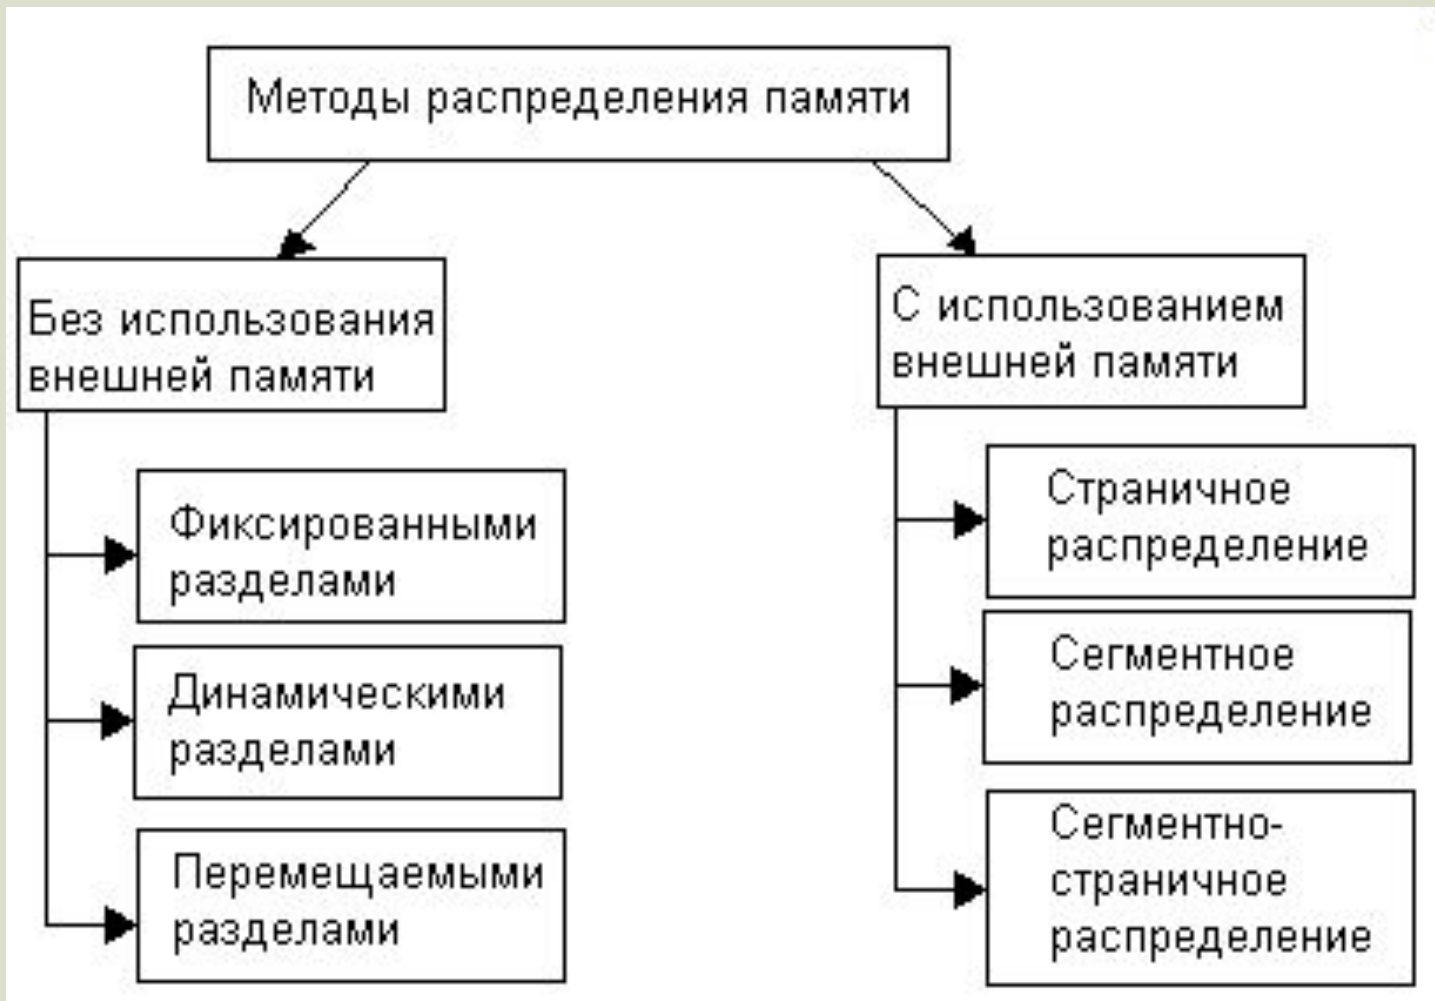 Методы распределения памяти
Без использования
внешней памяти
Фиксированными
разделами
Динамическими
разделами
Перемещаемыми
разделами
С использованием
внешней памяти
Страничное
распределение
Сегментное
распределение
Сегментно-
страничное
распределение